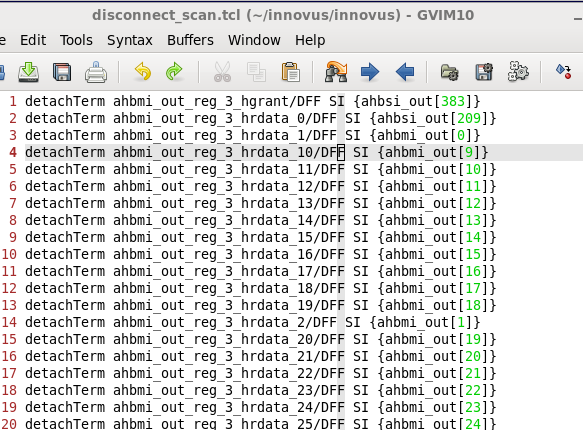 disconnect_scan.tcl (~/innovus/innovus) - GVIM10
e Edit Tools Syntax Buffers Window Help
1 detachTerm ahbmi_out_reg_3_hgrant/DFF SI {ahbsi_out[383]}
2 detachTerm ahbmi_out_reg_3_hrdata_0/DFF SI {ahbsi_out[209]}
3 detachTerm ahbmi_out_reg_3_hrdata_1/DFF SI {ahbmi_out[0]}
4 detachTerm ahbmi_out_reg_3_hrdata_10/DFF SI {ahbmi_out[9]}
5 detachTerm ahbmi_out_reg_3_hrdata_11/DFF SI {ahbmi_out[10]}
6 detachTerm ahbmi_out_reg_3_hrdata_12/DFF SI {ahbmi_out[11]}
7 detachTerm ahbmi_out_reg_3_hrdata_13/DFF SI {ahbmi_out[12]}
8 detachTerm ahbmi_out_reg_3_hrdata_14/DFF SI {ahbmi_out[13]}
9 detachTerm ahbmi_out_reg_3_hrdata_15/DFF SI {ahbmi_out[14]}
10 detachTerm ahbmi_out_reg_3_hrdata_16/DFF SI {ahbmi_out[15]}
11 detachTerm ahbmi_out_reg_3_hrdata_17/DFF SI {ahbmi_out[16]}
12 detachTerm ahbmi_out_reg_3_hrdata_18/DFF SI {ahbmi_out[17]}
13 detachTerm ahbmi_out_reg_3_hrdata_19/DFF SI {ahbmi_out[18]}
14 detachTerm ahbmi_out_reg_3_hrdata_2/DFF SI {ahbmi_out[1]}
15 detachTerm ahbmi_out_reg_3_hrdata_20/DFF SI {ahbmi_out[19]}
16 detachTerm ahbmi_out_reg_3_hrdata_21/DFF SI {ahbmi_out[20]}
17 detachTerm ahbmi_out_reg_3_hrdata_22/DFF SI {ahbmi_out[21]}
18 detachTerm ahbmi_out_reg_3_hrdata_23/DFF SI {ahbmi_out[22]}
19 detachTerm ahbmi_out_reg_3_hrdata_24/DFF SI {ahbmi_out[23]}
20 detachTerm ahbmi_out_reg_3_hrdata_25/DFF SI {ahbmi_out[24]}